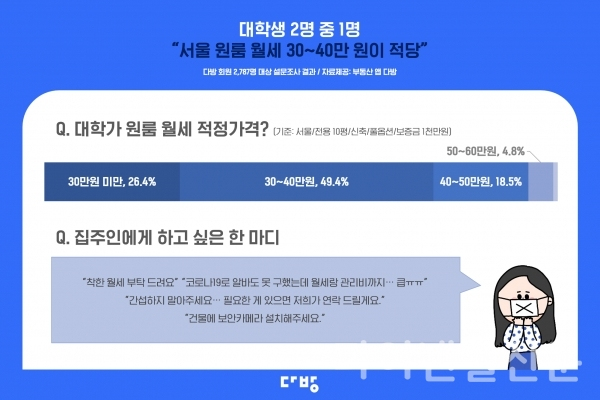 대학생 2명 중 1명
“서울 원룸 월세 30~40만 원이 적당”
다방 회원 2,787명 대상 설문조사 결과 / 자료제공: 부동산 앱 다방
Q. 대학가 원룸 월세 적정가격? (기준: 서울/전용 10평/신축/풀옵션/보증금 1천만원)
50~60만원, 4.8%
30만원 미만, 26.4% 30~40만원, 49.4% 40~50만원, 18.5%
Q. 집주인에게 하고 싶은 한 마디
“착한 월세 부탁 드려요” “코로나19로 알바도 못 구했는데 월세랑 관리비까지… 큽ㅠㅠ”
“간섭하지 말아주세요… 필요한 게 있으면 저희가 연락 드릴게요.”
“건물에 보안카메라 설치해주세요.”
다방